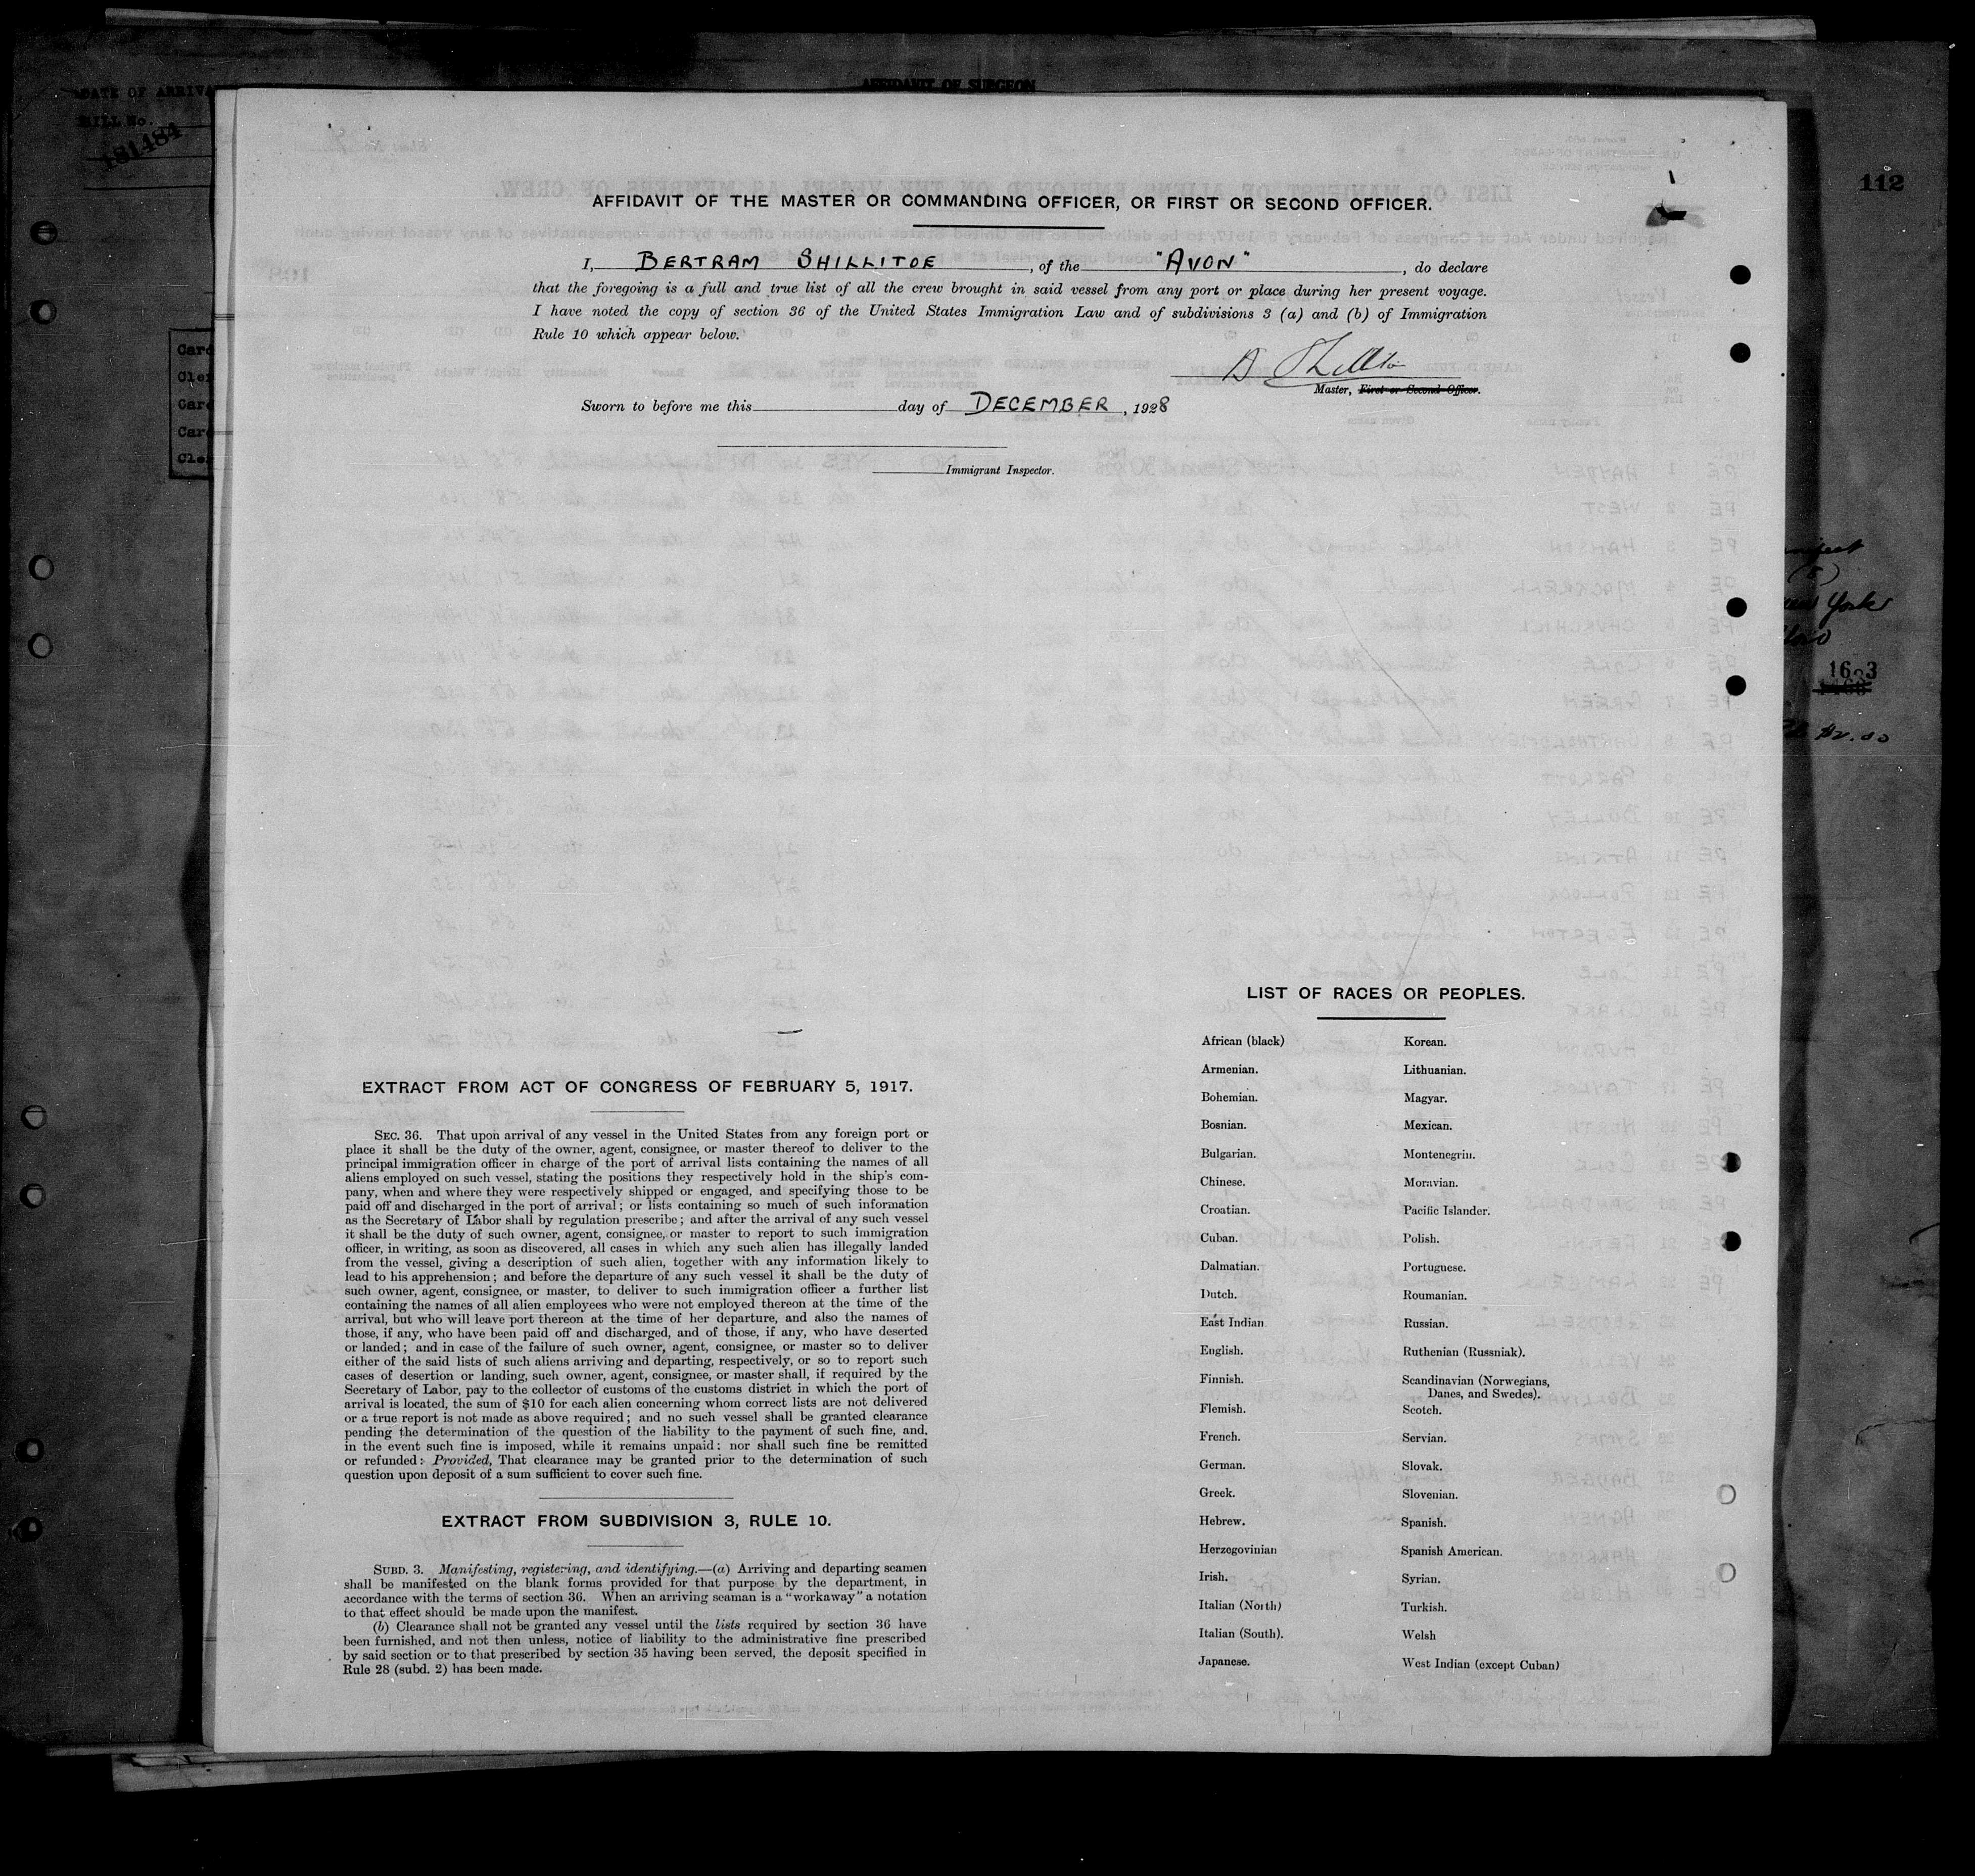 DATE OF ARRIVA
BILL No.
181484
AFFIDAVIT OF SURGEON
112
AFFIDAVIT OF THE MASTER OR COMMANDING OFFICER, OR FIRST OR SECOND OFFICER.
I, BERTRAM SHILLITOE, of the "AVON", do declare
that the foregoing is a full and true list of all the crew brought in said vessel from any port or place during her present voyage.
I have noted the copy of section 36 of the United States Immigration Law and of subdivisions 3 (a) and (b) of Immigration
Rule 10 which appear below.
B Shillito
Master, First or Second Officer.
Sworn to before me this day of DECEMBER, 1928
Immigrant Inspector.
Card
Cler
Card
Card
Cler
1603
$2.00
EXTRACT FROM ACT OF CONGRESS OF FEBRUARY 5, 1917.
SEC. 36. That upon arrival of any vessel in the United States from any foreign port or
place it shall be the duty of the owner, agent, consignee, or master thereof to deliver to the
principal immigration officer in charge of the port of arrival lists containing the names of all
aliens employed on such vessel, stating the positions they respectively hold in the ship's com-
pany, when and where they were respectively shipped or engaged, and specifying those to be
paid off and discharged in the port of arrival; or lists containing so much of such information
as the Secretary of Labor shall by regulation prescribe; and after the arrival of any such vessel
it shall be the duty of such owner, agent, consignee, or master to report to such immigration
officer, in writing, as soon as discovered, all cases in which any such alien has illegally landed
from the vessel, giving a description of such alien, together with any information likely to
lead to his apprehension; and before the departure of any such vessel it shall be the duty of
such owner, agent, consignee, or master, to deliver to such immigration officer a further list
containing the names of all alien employees who were not employed thereon at the time of the
arrival, but who will leave port thereon at the time of her departure, and also the names of
those, if any, who have been paid off and discharged, and of those, if any, who have deserted
or landed; and in case of the failure of such owner, agent, consignee, or master so to deliver
either of the said lists of such aliens arriving and departing, respectively, or so to report such
cases of desertion or landing, such owner, agent, consignee, or master shall, if required by the
Secretary of Labor, pay to the collector of customs of the customs district in which the port of
arrival is located, the sum of $10 for each alien concerning whom correct lists are not delivered
or a true report is not made as above required; and no such vessel shall be granted clearance
pending the determination of the question of the liability to the payment of such fine, and,
in the event such fine is imposed, while it remains unpaid: nor shall such fine be remitted
or refunded: Provided, That clearance may be granted prior to the determination of such
question upon deposit of a sum sufficient to cover such fine.
EXTRACT FROM SUBDIVISION 3, RULE 10.
SUBD. 3. Manifesting, registering, and identifying.—(a) Arriving and departing seamen
shall be manifested on the blank forms provided for that purpose by the department, in
accordance with the terms of section 36. When an arriving seaman is a "workaway" a notation
to that effect should be made upon the manifest.
(b) Clearance shall not be granted any vessel until the lists required by section 36 have
been furnished, and not then unless, notice of liability to the administrative fine prescribed
by said section or to that prescribed by section 35 having been served, the deposit specified in
Rule 28 (subd. 2) has been made.
LIST OF RACES OR PEOPLES.
African (black) Korean.
Armenian. Lithuanian.
Bohemian. Magyar.
Bosnian. Mexican.
Bulgarian. Montenegrin.
Chinese. Moravian.
Croatian. Pacific Islander.
Cuban. Polish.
Dalmatian. Portuguese.
Dutch. Roumanian.
East Indian Russian.
English. Ruthenian (Russniak).
Finnish. Scandinavian (Norwegians,
Danes, and Swedes).
Flemish. Scotch.
French. Servian.
German. Slovak.
Greek. Slovenian.
Hebrew. Spanish.
Herzegovinian Spanish American.
Irish. Syrian.
Italian (North) Turkish.
Italian (South). Welsh
Japanese. West Indian (except Cuban)